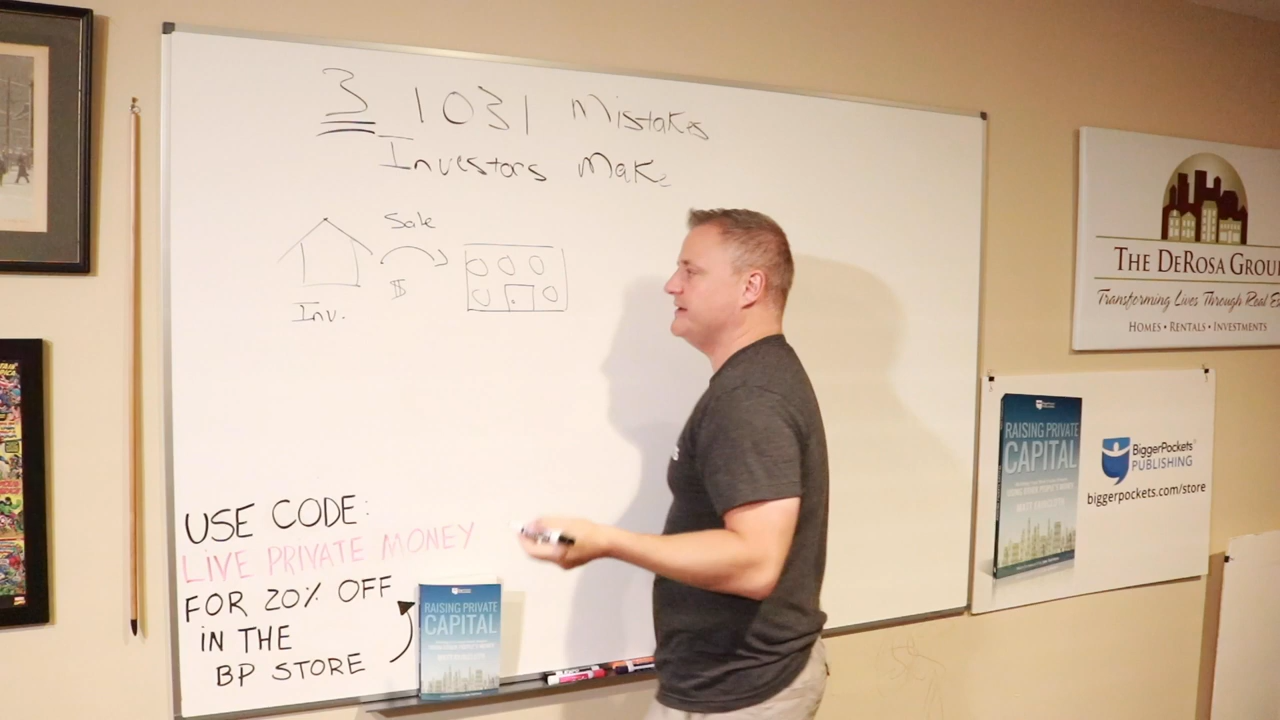 3 1031 Mistakes
Investors Make
Sale
$
Inv.
USE CODE:
LIVE PRIVATE MONEY
FOR 20% OFF
IN THE
BP STORE
RAISING PRIVATE
CAPITAL
THE DEROSA GROU
Transforming Lives Through Real E
HOMES • RENTALS • INVESTMENTS
RAISING PRIVATE
CAPITAL
BiggerPockets
PUBLISHING
biggerpockets.com/store